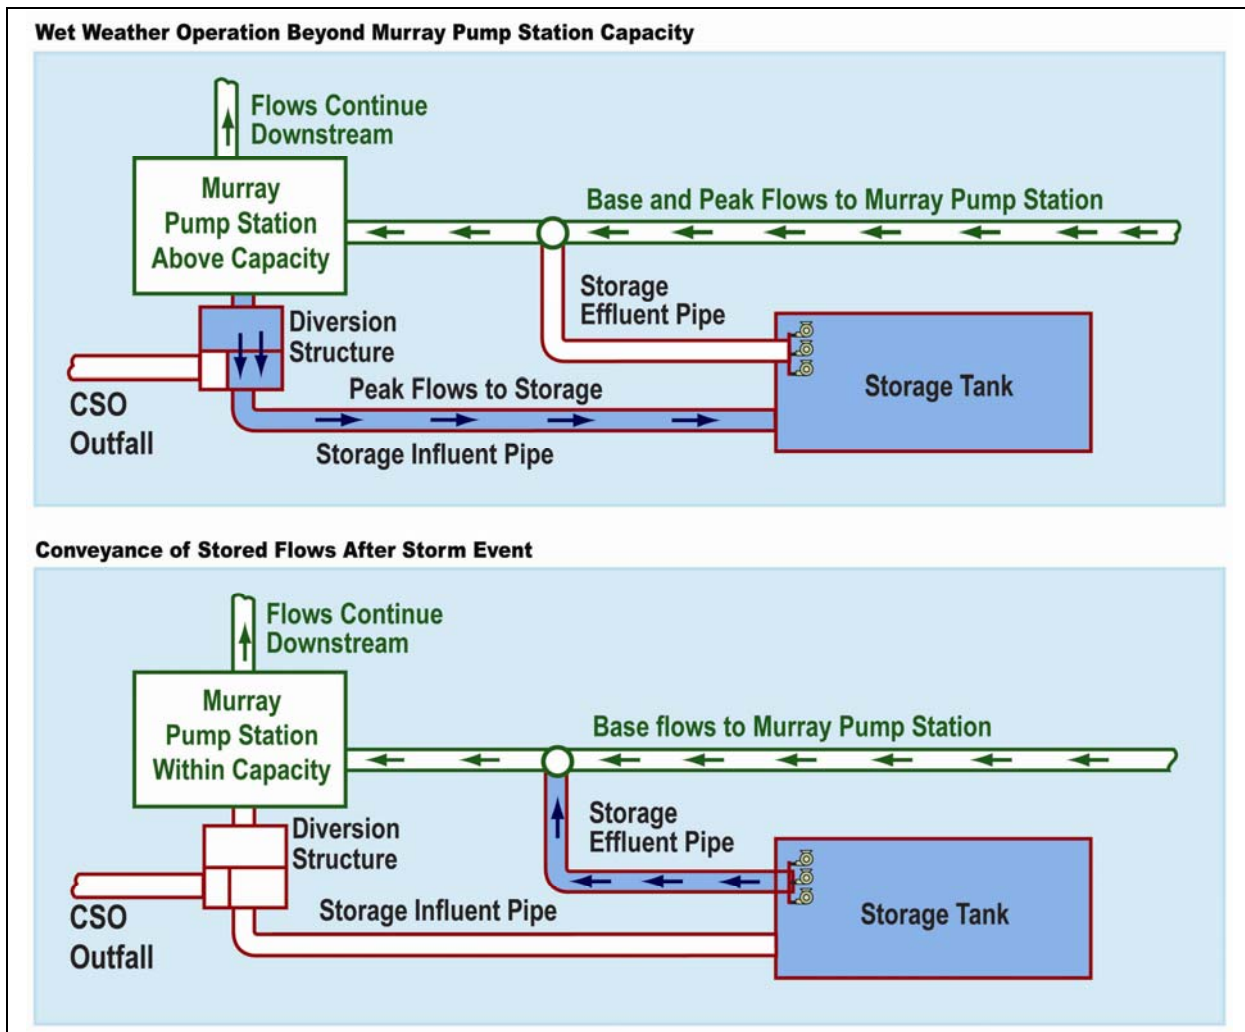 Wet Weather Operation Beyond Murray Pump Station Capacity
Flows Continue
Downstream
Murray
Pump Station
Above Capacity
Base and Peak Flows to Murray Pump Station
Storage
Effluent Pipe
Diversion
Structure
Storage Tank
CSO
Outfall
Peak Flows to Storage
Storage Influent Pipe
Conveyance of Stored Flows After Storm Event
Flows Continue
Downstream
Murray
Pump Station
Within Capacity
Base flows to Murray Pump Station
Storage
Effluent Pipe
Diversion
Structure
Storage Influent Pipe
Storage Tank
CSO
Outfall